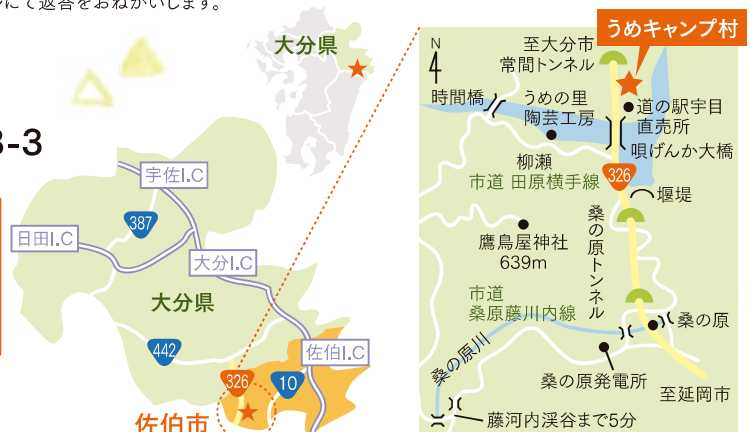 にて返答をおねがいします。
3-3
大分県
宇佐I.C
387
日田I.C
大分I.C
大分県
442
佐伯I.C
326
10
佐伯市
うめキャンプ村
N
4
至大分市
常間トンネル
時間橋
うめの里
陶芸工房
道の駅宇目
直売所
唄げんか大橋
柳瀬
市道 田原横手線
326
堰堤
桑の原トンネル
鷹鳥屋神社
639m
市道
桑原藤川内線
桑の原川
桑の原
桑の原発電所
至延岡市
藤河内渓谷まで5分